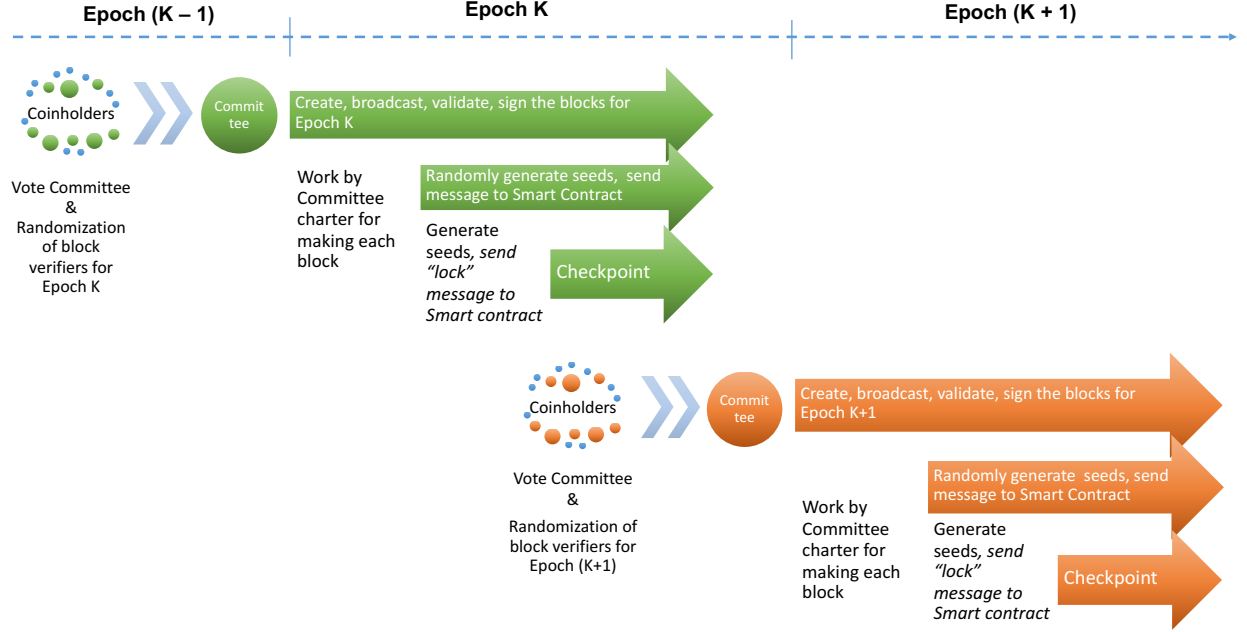 Epoch (K – 1)
Epoch K
Epoch (K + 1)
Coinholders
Commit
tee
Create, broadcast, validate, sign the blocks for
Epoch K
Vote Committee
&
Randomization
of block
verifiers for
Epoch K
Work by
Committee
charter for
making each
block
Randomly generate seeds, send
message to Smart Contract
Generate
seeds, send
“lock”
message to
Smart contract
Checkpoint
Coinholders
Commit
tee
Create, broadcast, validate, sign the blocks for
Epoch K+1
Vote Committee
&
Randomization of
block verifiers for
Epoch (K+1)
Work by
Committee
charter for
making each
block
Randomly generate seeds, send
message to Smart Contract
Generate
seeds, send
“lock”
message to
Smart contract
Checkpoint